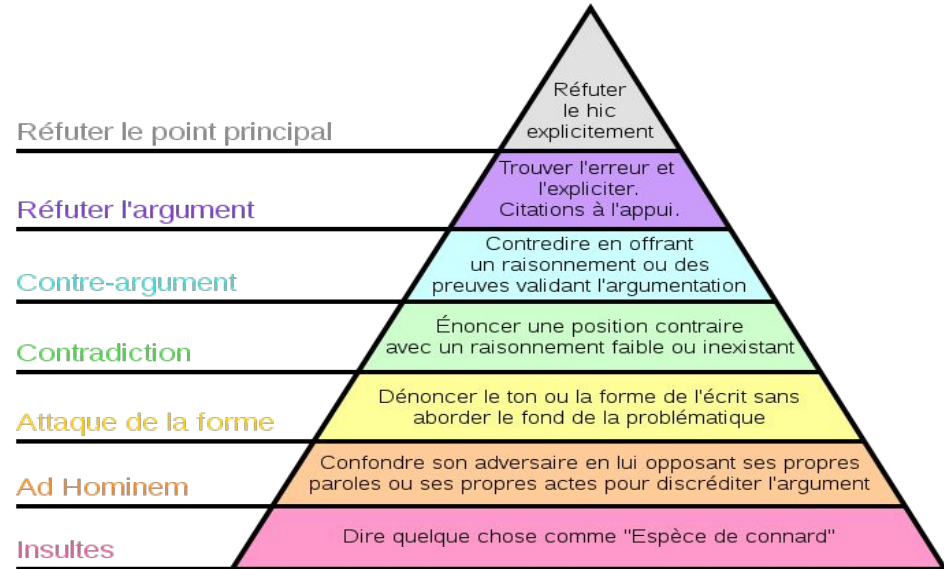 Réfuter
le hic
explicitement
Réfuter le point principal
Trouver l'erreur et
l'expliciter.
Citations à l'appui.
Réfuter l'argument
Contredire en offrant
un raisonnement ou des
preuves validant l'argumentation
Contre-argument
Énoncer une position contraire
avec un raisonnement faible ou inexistant
Contradiction
Dénoncer le ton ou la forme de l'écrit sans
aborder le fond de la problématique
Attaque de la forme
Confondre son adversaire en lui opposant ses propres
paroles ou ses propres actes pour discréditer l'argument
Ad Hominem
Dire quelque chose comme "Espèce de connard"
Insultes